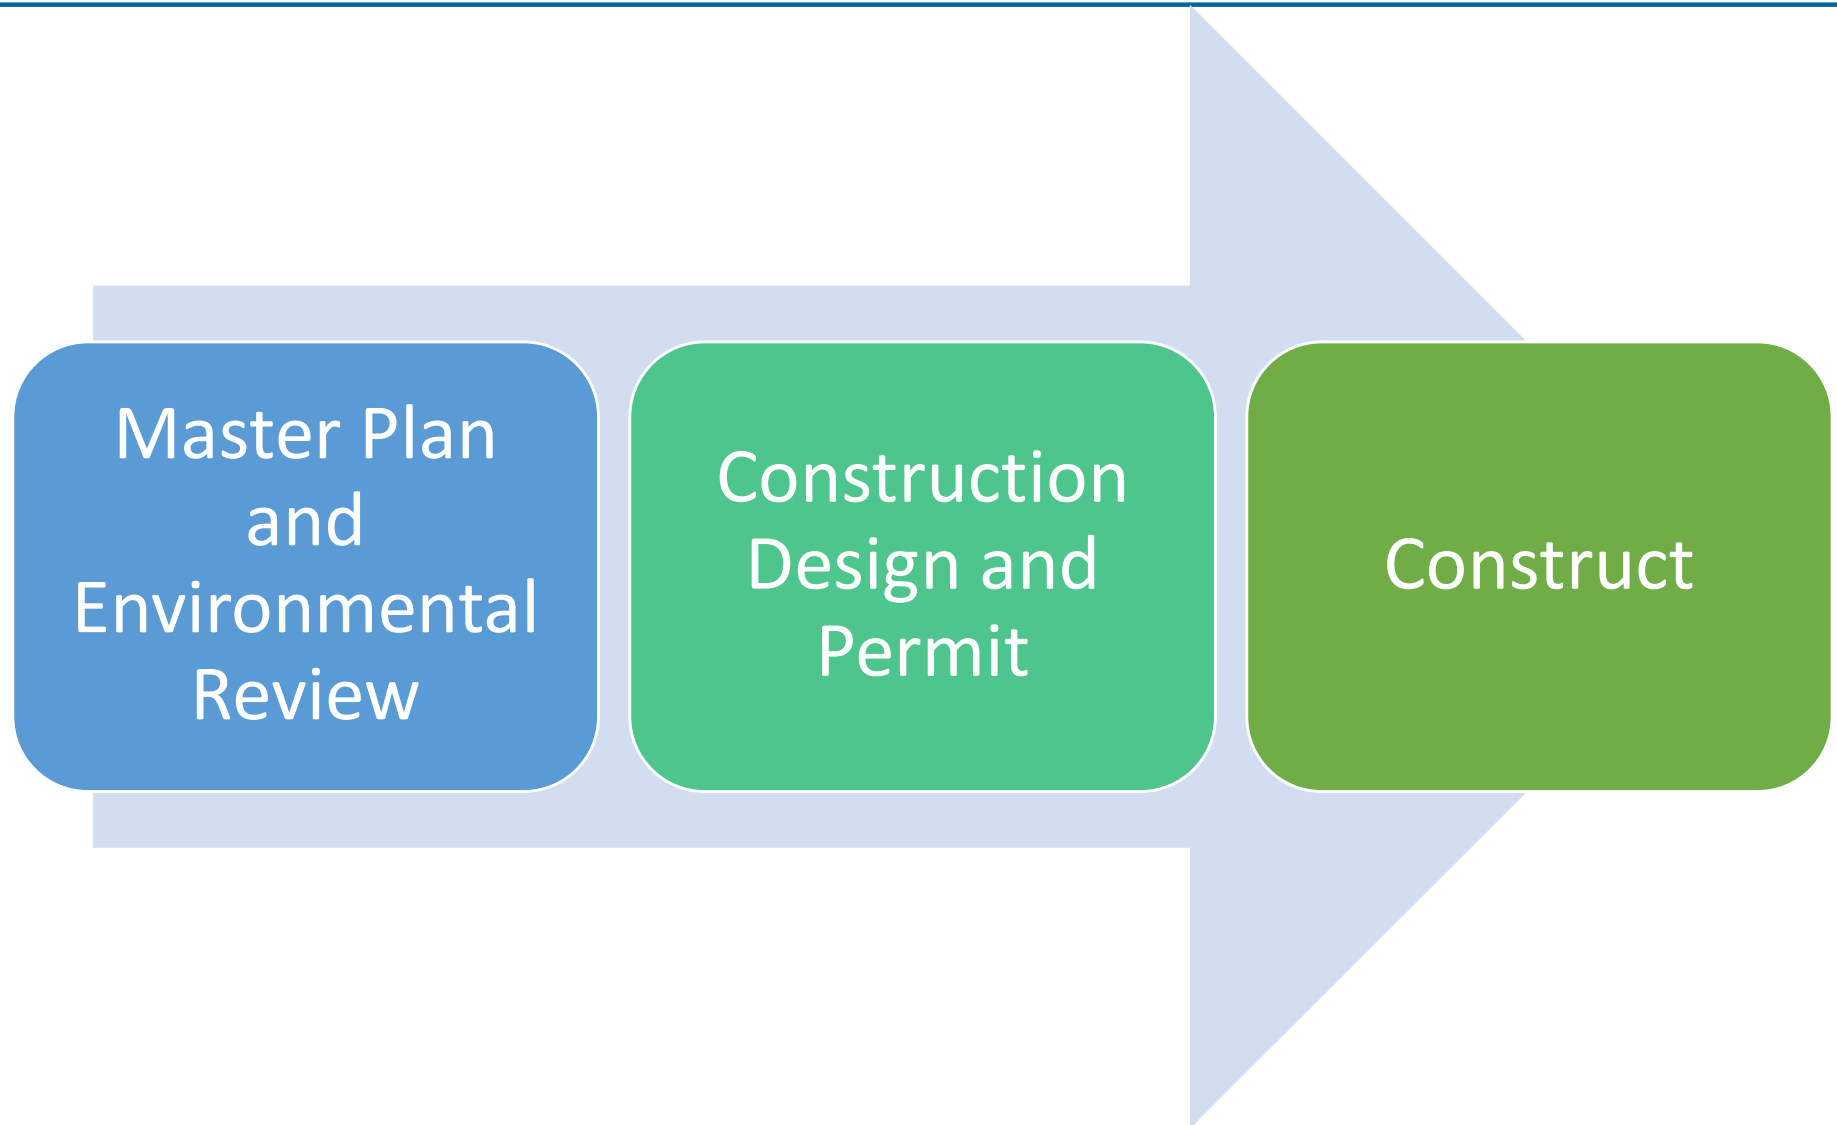 Master Plan
and
Environmental
Review
Construction
Design and
Permit
Construct